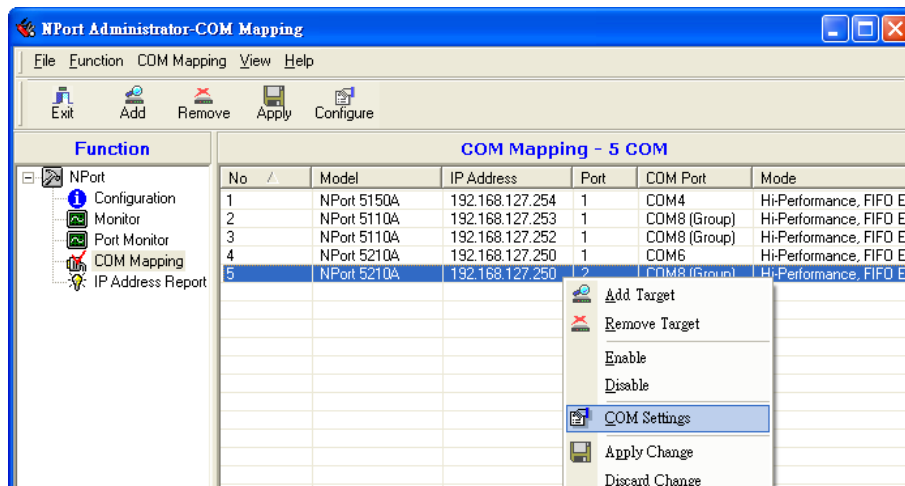 NPort Administrator-COM Mapping
File Function COM Mapping View Help
Exit Add Remove Apply Configure
Function
COM Mapping - 5 COM
NPort
Configuration
Monitor
Port Monitor
COM Mapping
IP Address Report
No Model IP Address Port COM Port Mode
1 NPort 5150A 192.168.127.254 1 COM4 Hi-Performance, FIFO E
2 NPort 5110A 192.168.127.253 1 COM8 (Group) Hi-Performance, FIFO E
3 NPort 5110A 192.168.127.252 1 COM8 (Group) Hi-Performance, FIFO E
4 NPort 5210A 192.168.127.250 1 COM6 Hi-Performance, FIFO E
5 NPort 5210A 192.168.127.250 2 COM8 (Group) Hi-Performance, FIFO E
Add Target
Remove Target
Enable
Disable
COM Settings
Apply Change
Discard Change